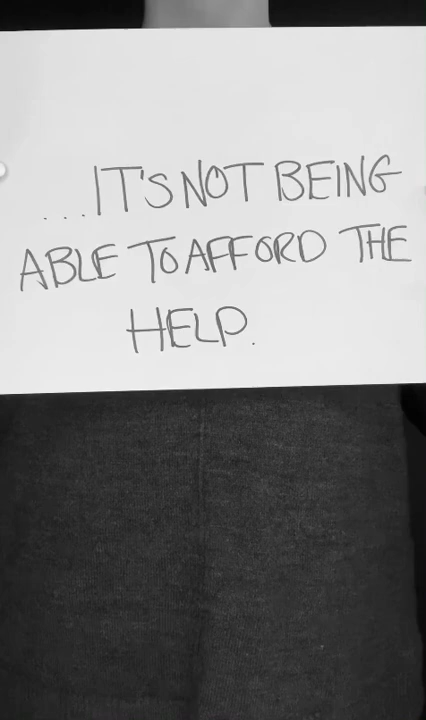 ...IT'S NOT BEING
ABLE TO AFFORD THE
HELP.